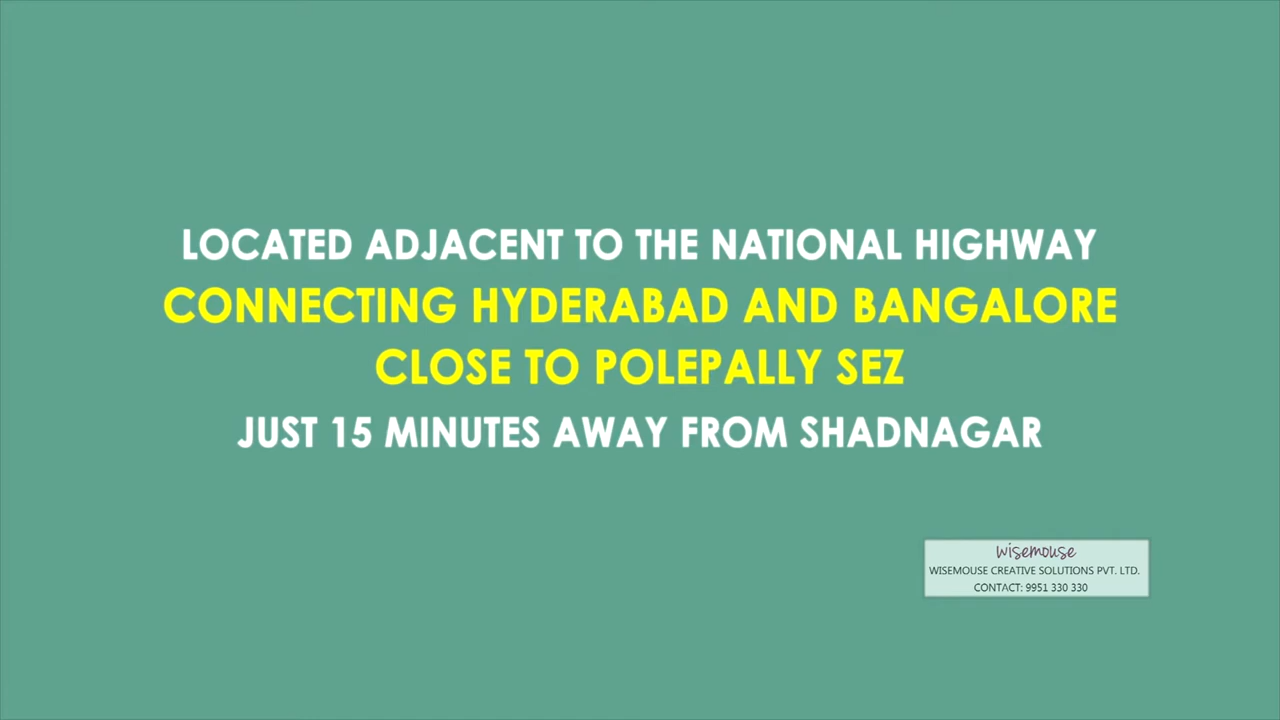 LOCATED ADJACENT TO THE NATIONAL HIGHWAY
CONNECTING HYDERABAD AND BANGALORE
CLOSE TO POLEPALLY SEZ
JUST 15 MINUTES AWAY FROM SHADNAGAR
wisemouse
WISEMOUSE CREATIVE SOLUTIONS PVT. LTD.
CONTACT: 9951 330 330